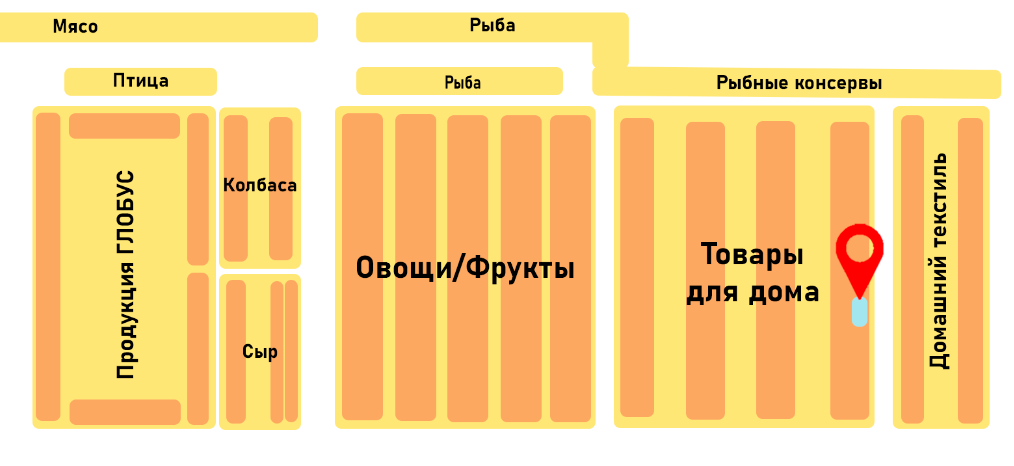 Мясо
Рыба
Птица
Рыба
Рыбные консервы
Продукция ГЛОБУС
Колбаса
Сыр
Овощи/Фрукты
Товары
для дома
Домашний текстиль